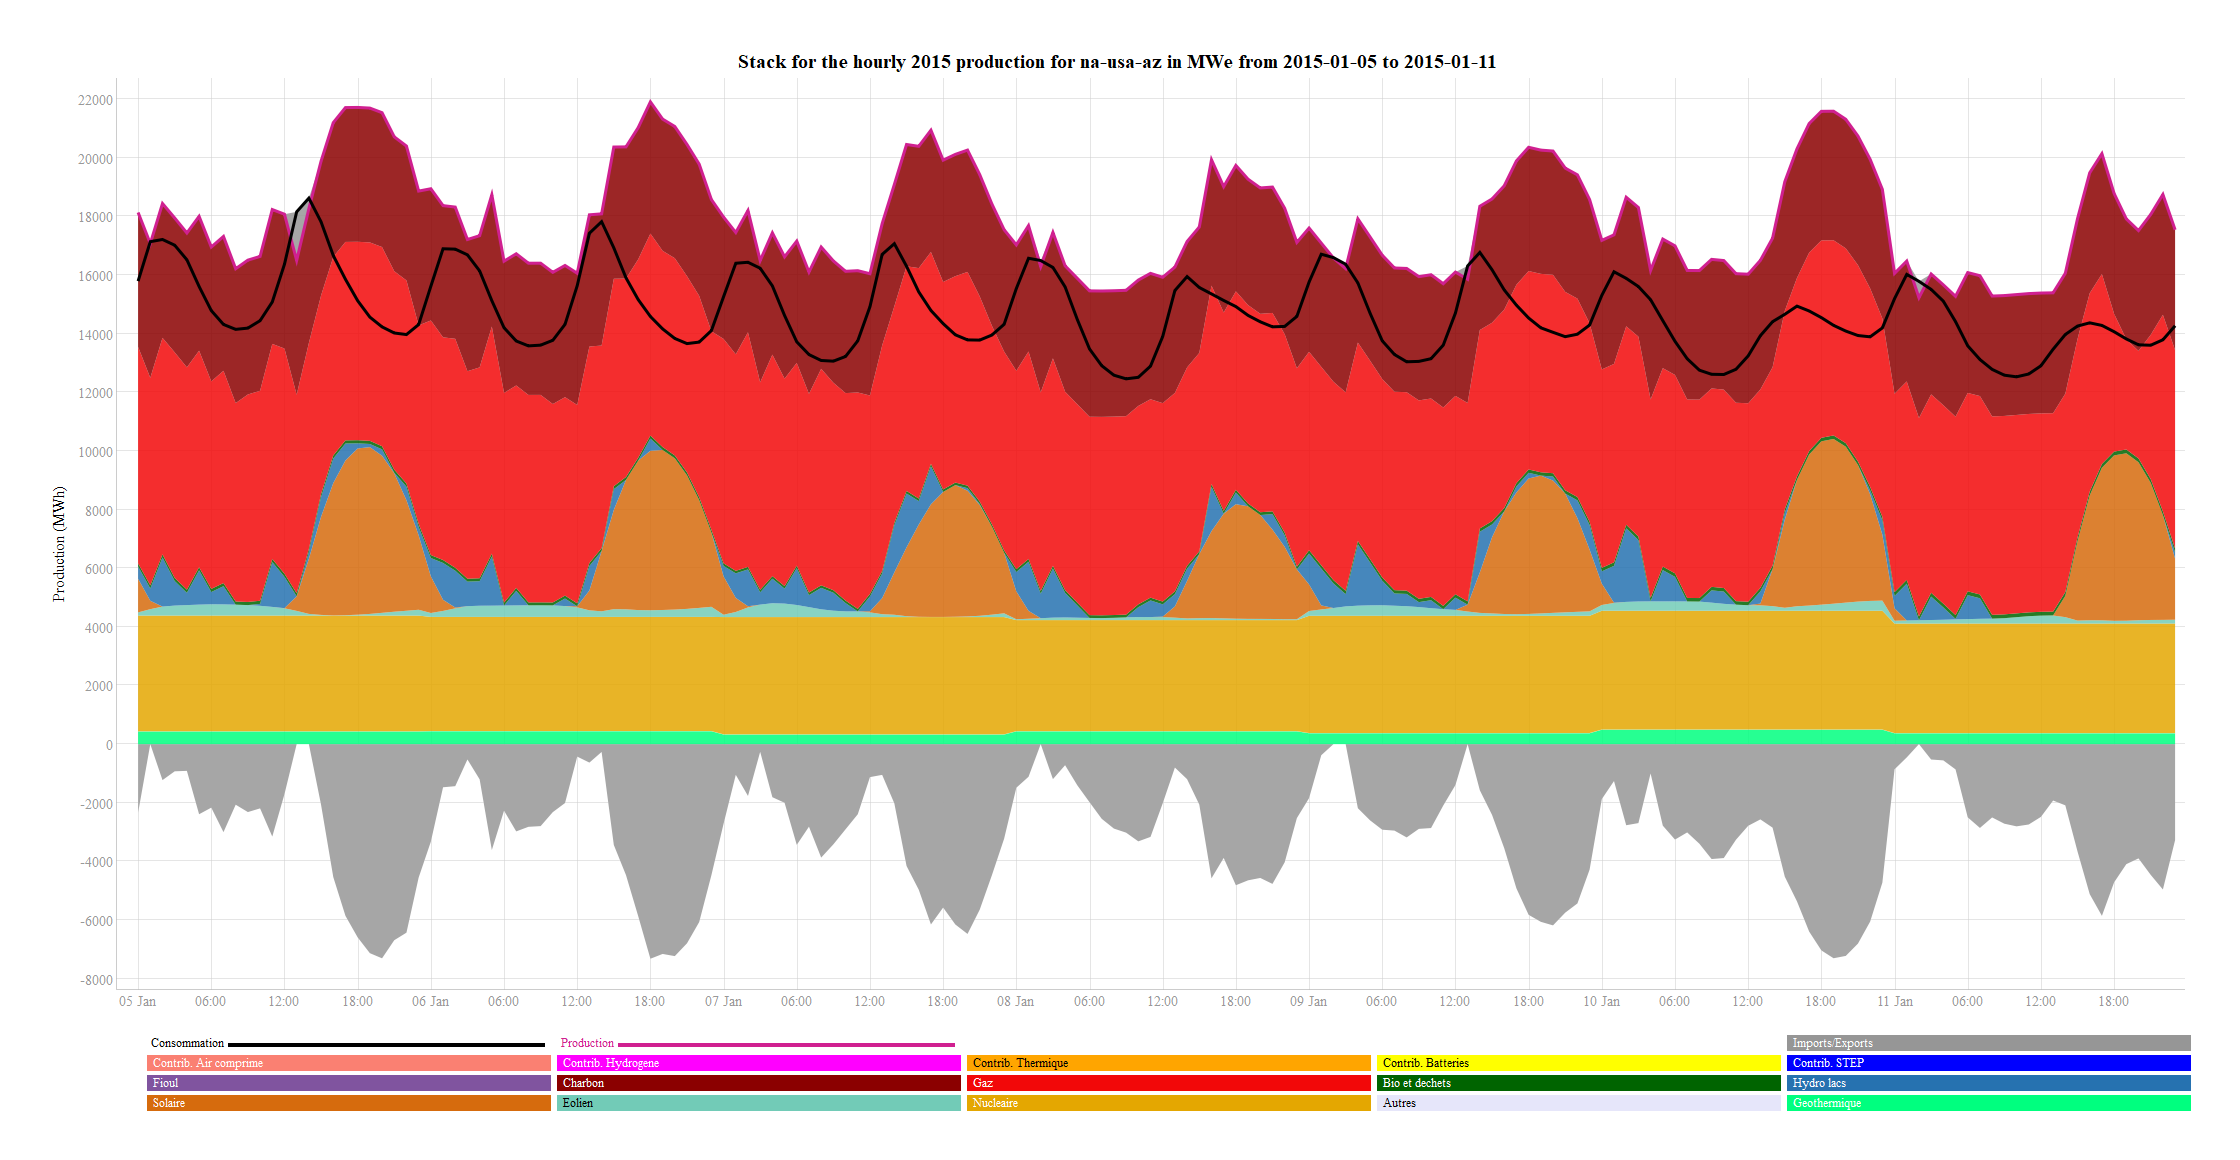 Stack for the hourly 2015 production for na-usa-az in MWe from 2015-01-05 to 2015-01-11
22000
20000
18000
16000
14000
12000
10000
8000
6000
4000
2000
0
-2000
-4000
-6000
-8000
Production (MWh)
05 Jan 06:00 12:00 18:00 06 Jan 06:00 12:00 18:00 07 Jan 06:00 12:00 18:00 08 Jan 06:00 12:00 18:00 09 Jan 06:00 12:00 18:00 10 Jan 06:00 12:00 18:00 11 Jan 06:00 12:00 18:00
Consommation Production Imports/Exports
Contrib. Air comprime Contrib. Hydrogene Contrib. Thermique Contrib. Batteries Contrib. STEP
Fioul Charbon Gaz Bio et dechets Hydro lacs
Solaire Eolien Nucleaire Autres Geothermique